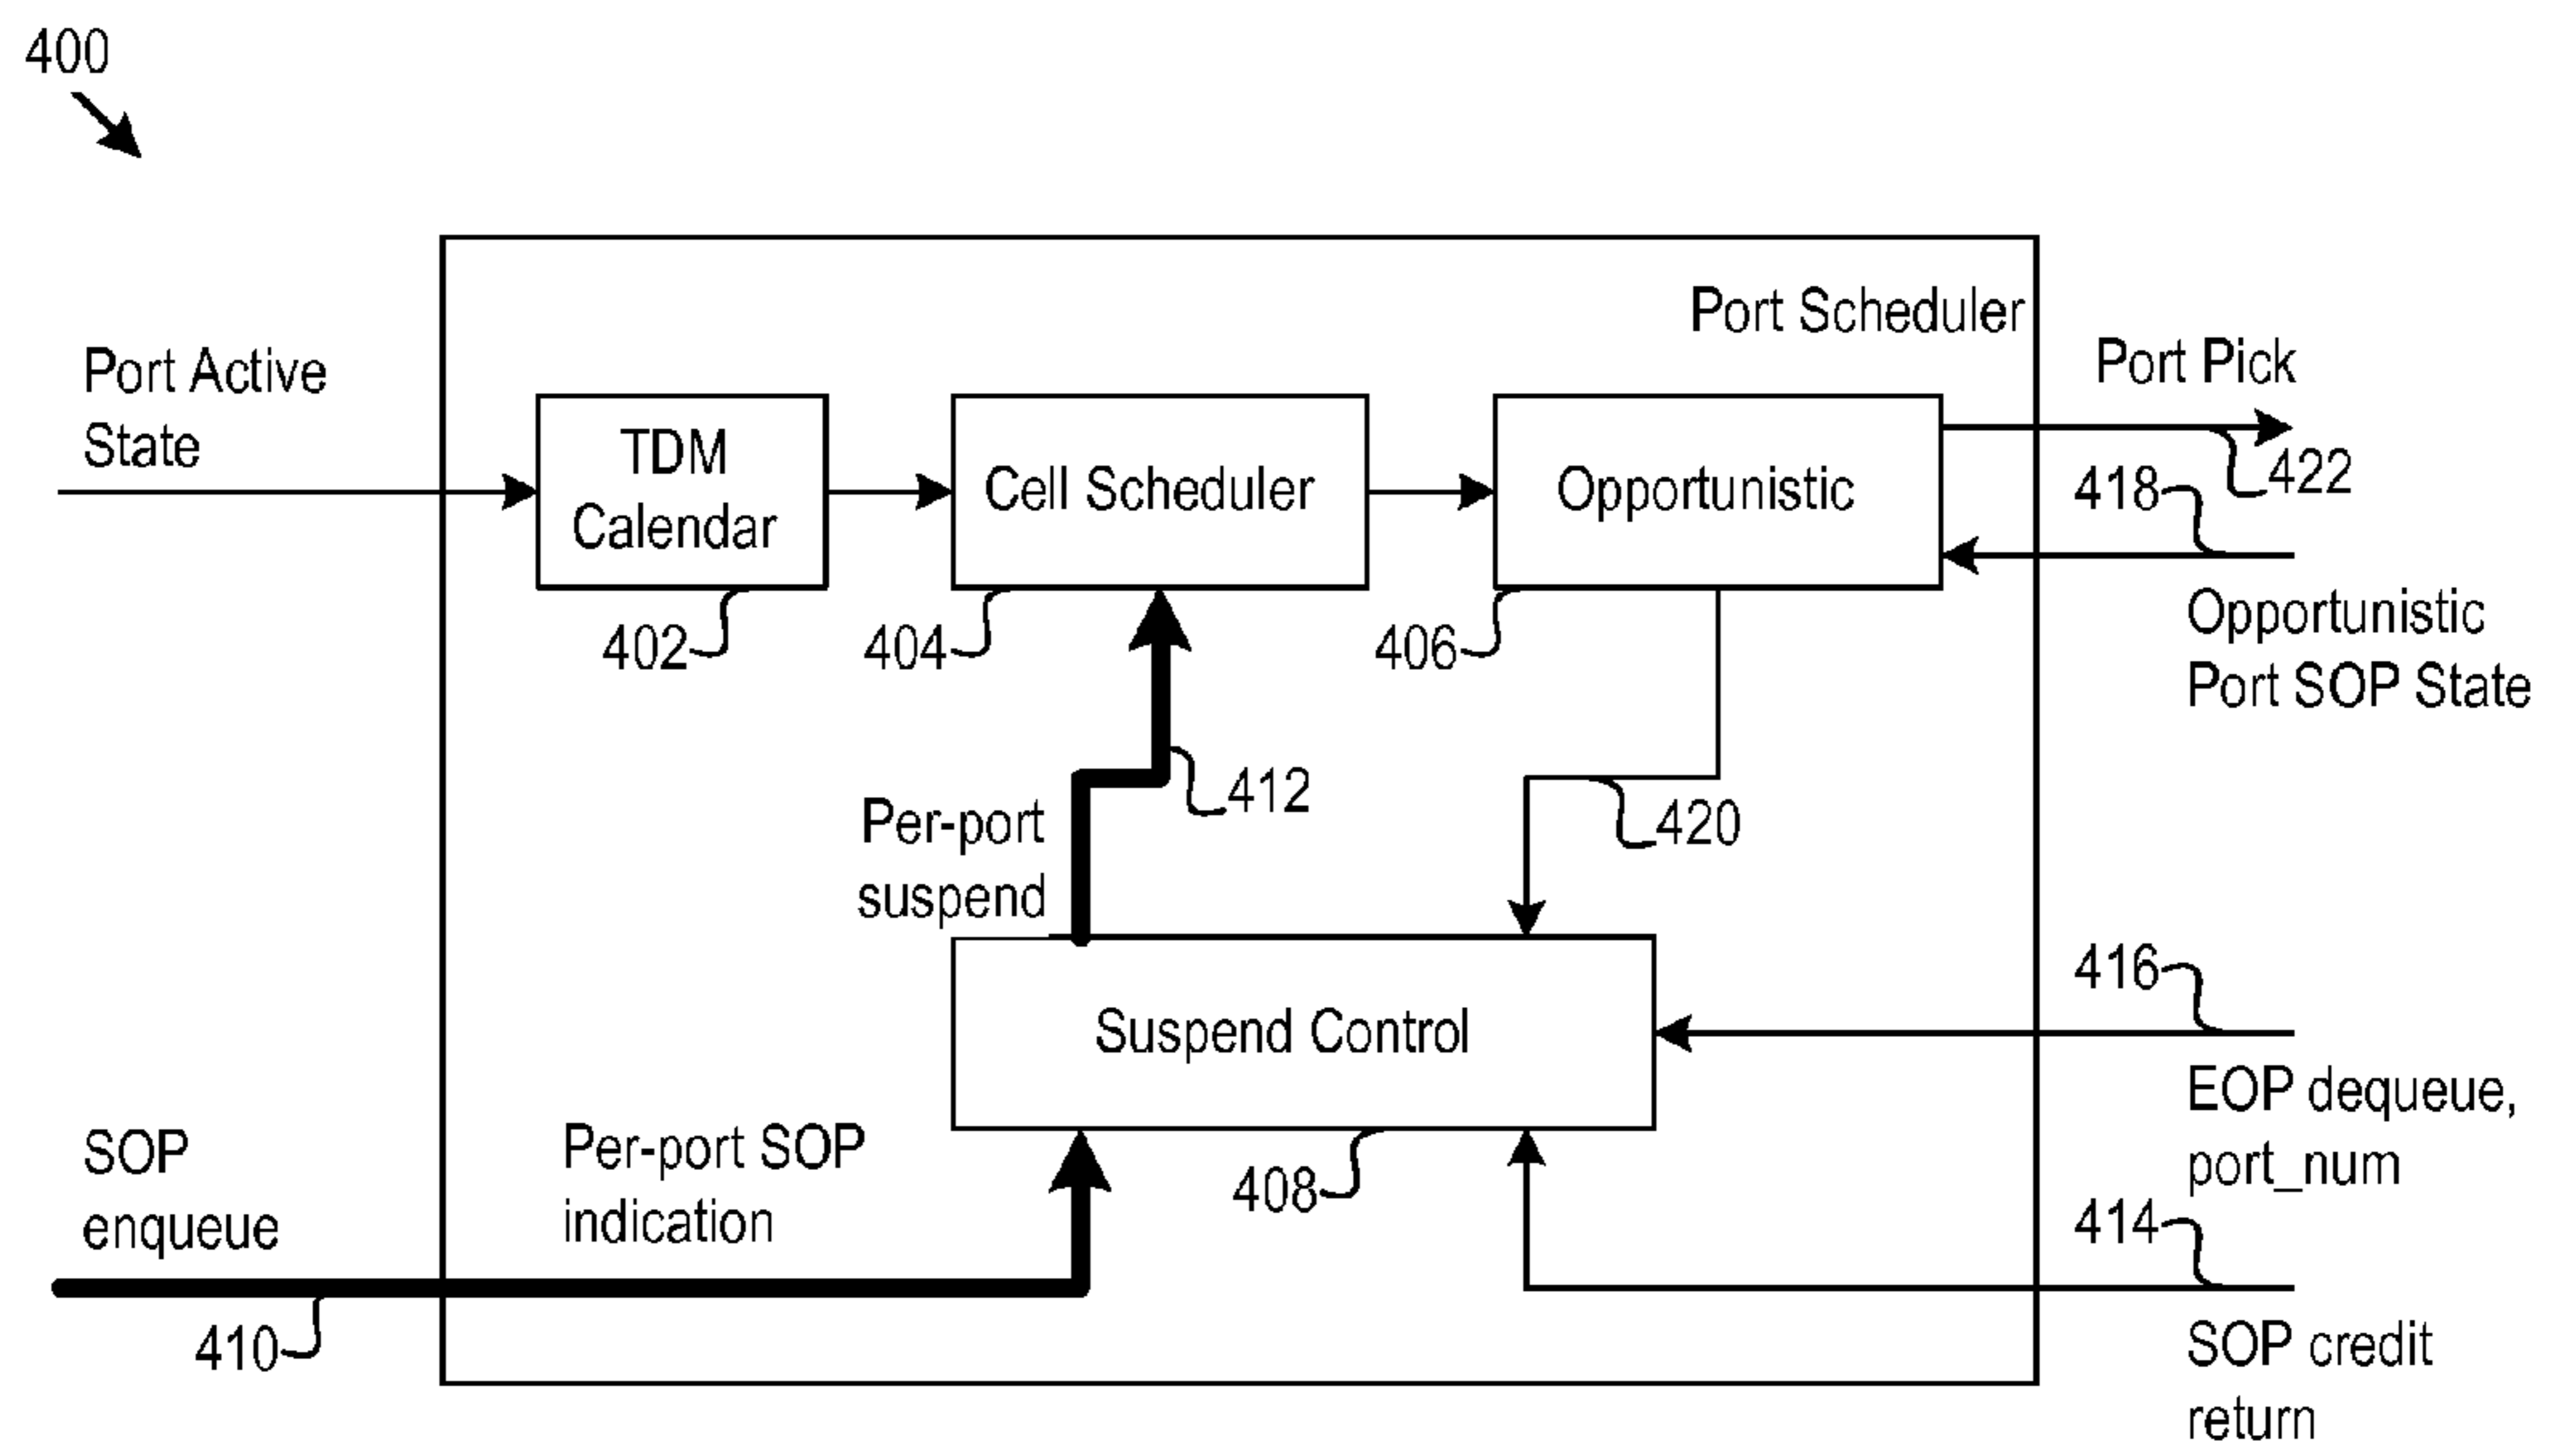 400
Port Scheduler
Port Active
State
Port Pick
TDM
Calendar
Cell Scheduler
Opportunistic
422
418
402
404
406
Opportunistic
Port SOP State
412
420
Per-port
suspend
416
Suspend Control
EOP dequeue,
port_num
SOP
enqueue
Per-port SOP
indication
408
414
410
SOP credit
return